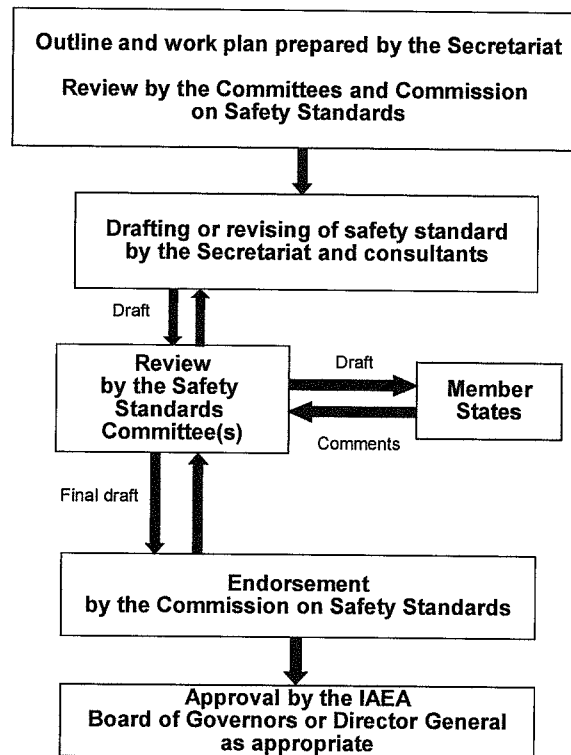 Outline and work plan prepared by the Secretariat
Review by the Committees and Commission
on Safety Standards
Drafting or revising of safety standard
by the Secretariat and consultants
Draft
Review
by the Safety
Standards
Committee(s)
Draft
Member
States
Comments
Final draft
Endorsement
by the Commission on Safety Standards
Approval by the IAEA
Board of Governors or Director General
as appropriate